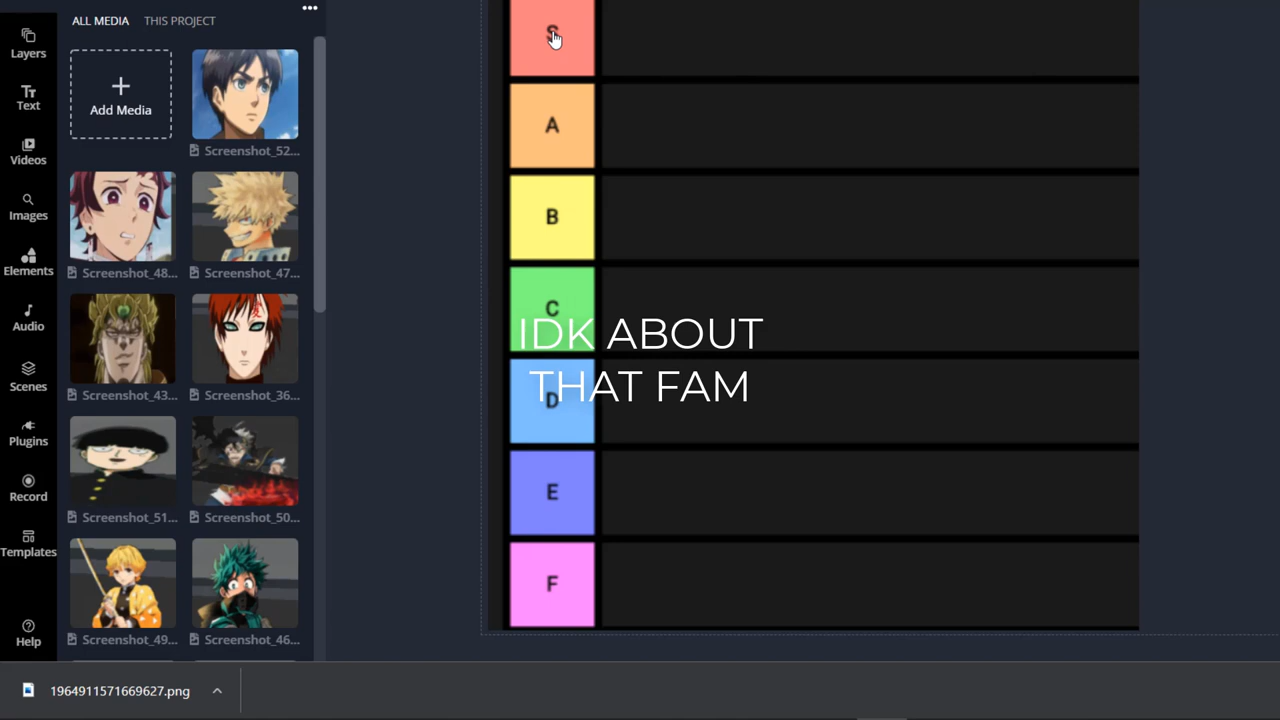 ALL MEDIA
THIS PROJECT
Layers
Text
Videos
Images
Elements
Audio
Scenes
Plugins
Record
Templates
Help
Add Media
Screenshot_52...
Screenshot_48...
Screenshot_47...
Screenshot_43...
Screenshot_36...
Screenshot_51...
Screenshot_50...
Screenshot_49...
Screenshot_46...
S
A
B
C
D
E
F
IDK ABOUT
THAT FAM
1964911571669627.png